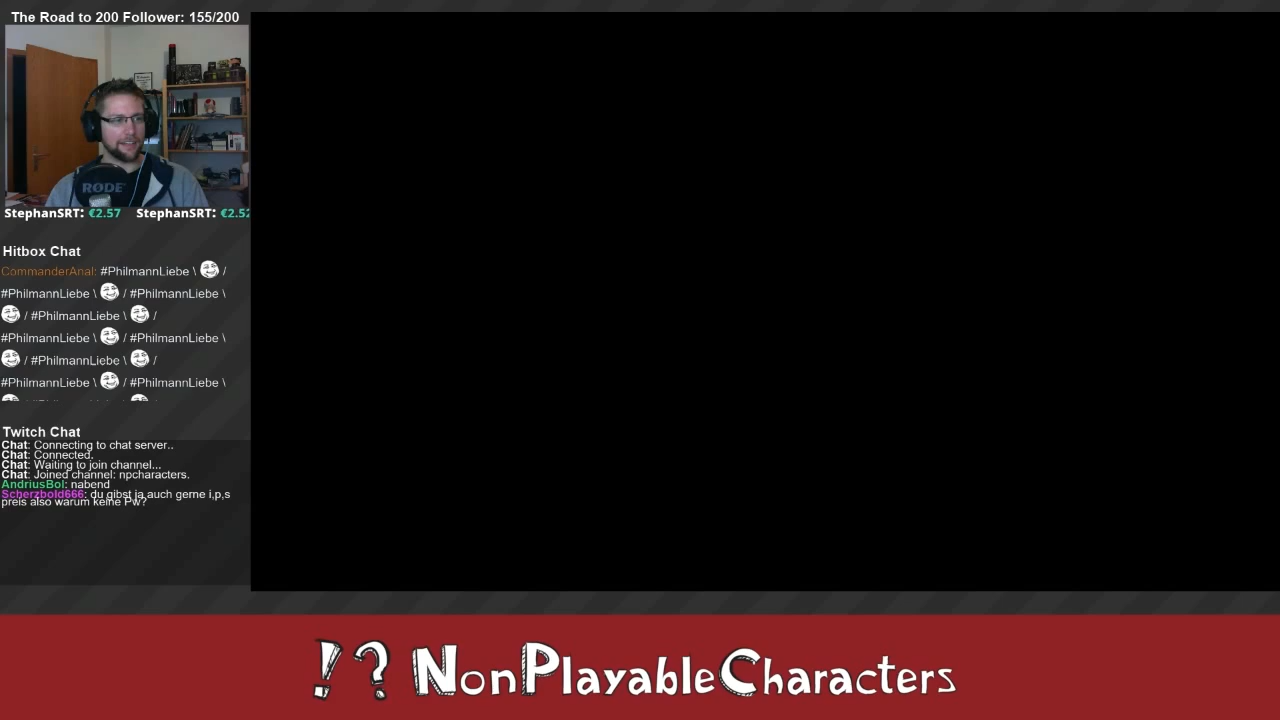 The Road to 200 Follower: 155/200
RØDE
StephanSRT: €2.57 StephanSRT: €2.52
Hitbox Chat
CommanderAnal: #PhilmannLiebe \ /
#PhilmannLiebe \ / #PhilmannLiebe \
/ #PhilmannLiebe \ /
#PhilmannLiebe \ / #PhilmannLiebe \
/ #PhilmannLiebe \ /
#PhilmannLiebe \ / #PhilmannLiebe \
Twitch Chat
Chat: Connecting to chat server..
Chat: Connected.
Chat: Waiting to join channel...
Chat: Joined channel: npcharacters.
AndriusBol: nabend
Scherzbold666: du gibst ja auch gerne i,p,s
preis also warum keine Pw?
!? NonPlayableCharacters